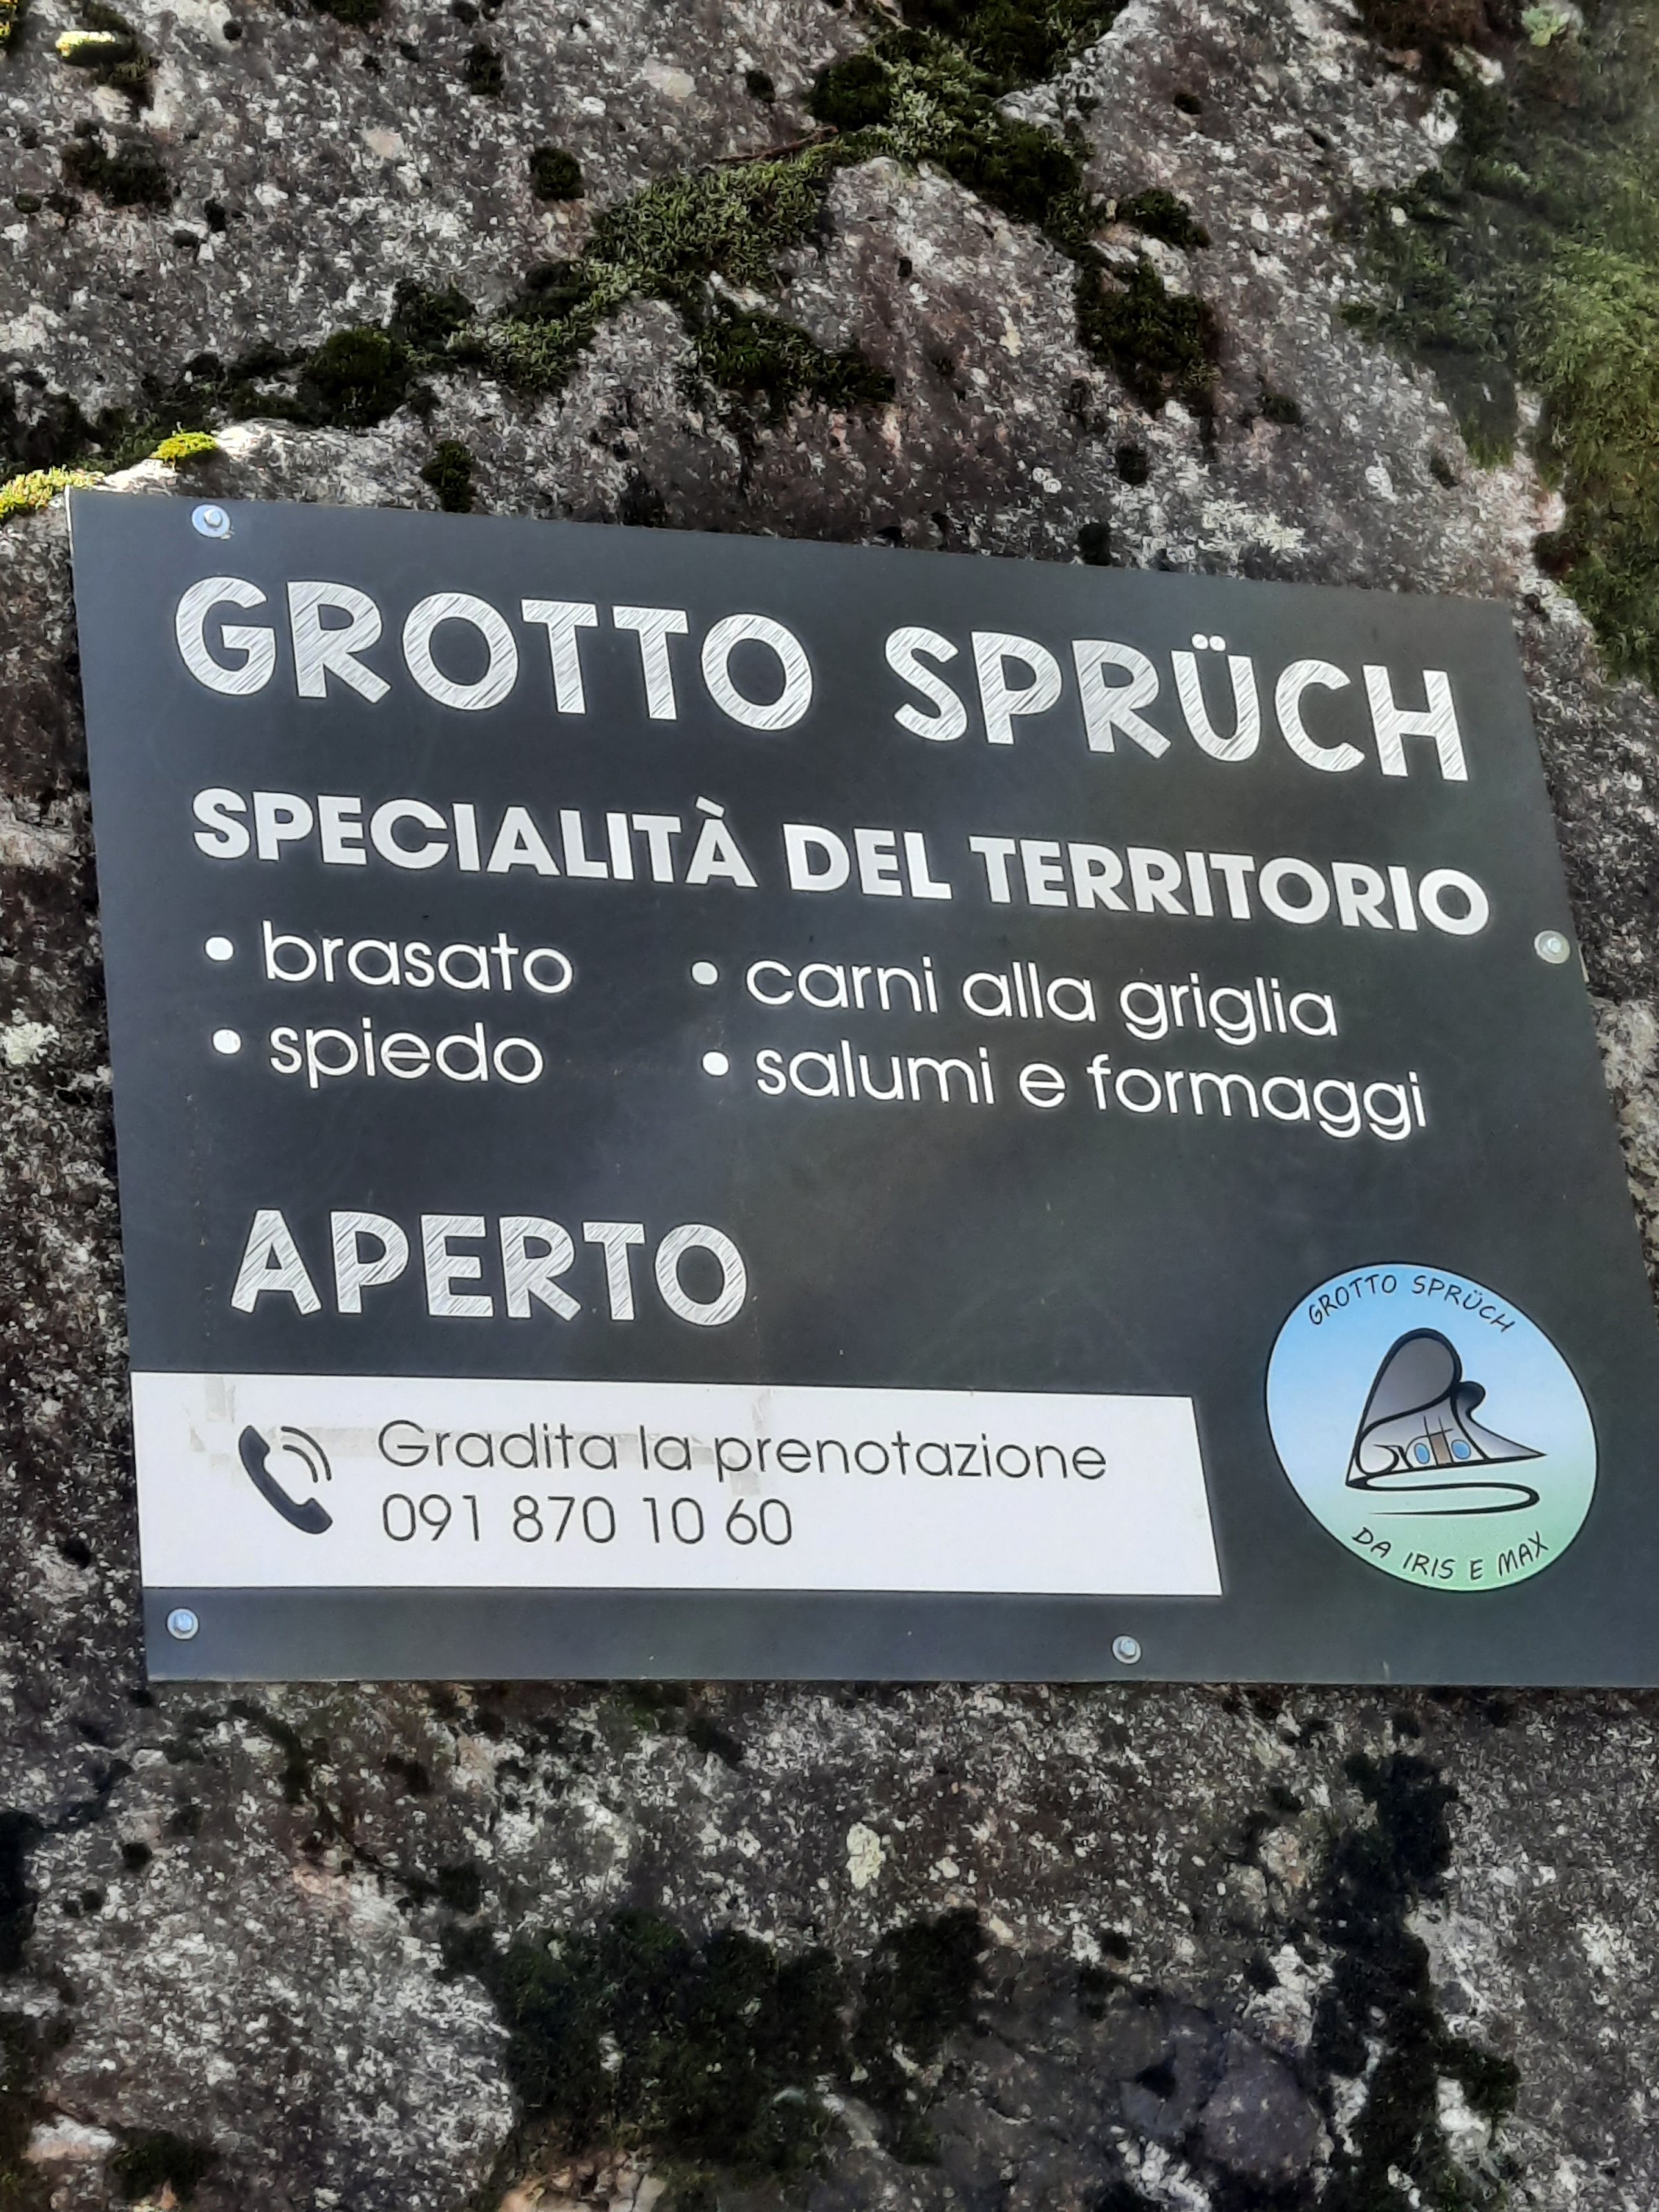 GROTTO SPRÜCH
SPECIALITÀ DEL TERRITORIO
• brasato
• spiedo
• carni alla griglia
• salumi e formaggi
APERTO
Gradita la prenotazione
091 870 10 60
GROTTO SPRÜCH
Grotto
DA IRIS E MAX